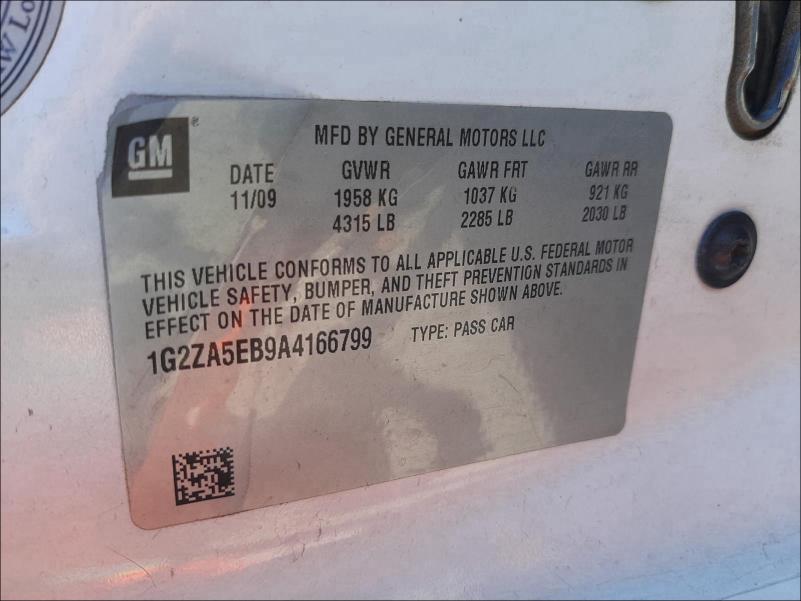 W Lo
GM ®
MFD BY GENERAL MOTORS LLC
DATE GVWR GAWR FRT GAWR RR
11/09 1958 KG 1037 KG 921 KG
4315 LB 2285 LB 2030 LB
THIS VEHICLE CONFORMS TO ALL APPLICABLE U.S. FEDERAL MOTOR
VEHICLE SAFETY, BUMPER, AND THEFT PREVENTION STANDARDS IN
EFFECT ON THE DATE OF MANUFACTURE SHOWN ABOVE.
1G2ZA5EB9A4166799 TYPE: PASS CAR